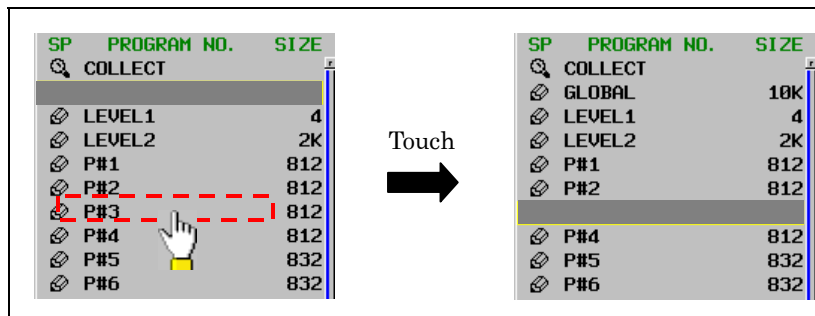 SP PROGRAM NO. SIZE
COLLECT
LEVEL1 4
LEVEL2 2K
P#1 812
P#2 812
P#3 812
P#4 812
P#5 832
P#6 832
Touch
SP PROGRAM NO. SIZE
COLLECT
GLOBAL 10K
LEVEL1 4
LEVEL2 2K
P#1 812
P#2 812
P#4 812
P#5 832
P#6 832